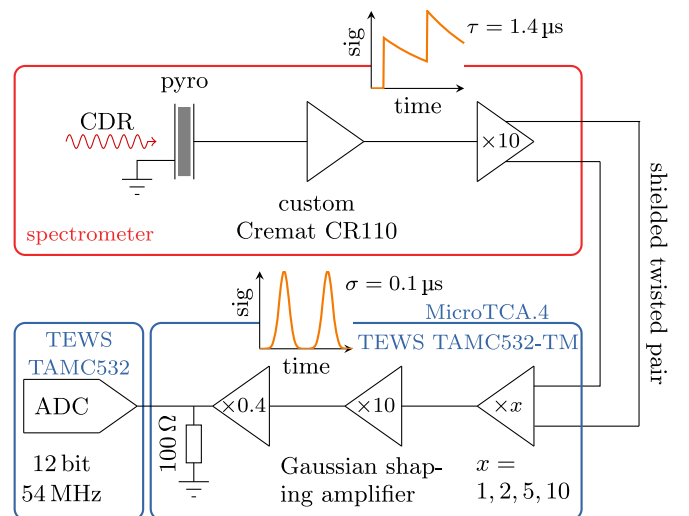 sig
τ = 1.4 µs
time
pyro
CDR
×10
custom
Cremat CR110
spectrometer
shielded twisted pair
sig
σ = 0.1 µs
time
MicroTCA.4
TEWS TAMC532-TM
TEWS
TAMC532
ADC
×0.4
×10
×x
100 Ω
12 bit
54 MHz
Gaussian shap-
ing amplifier
x =
1, 2, 5, 10